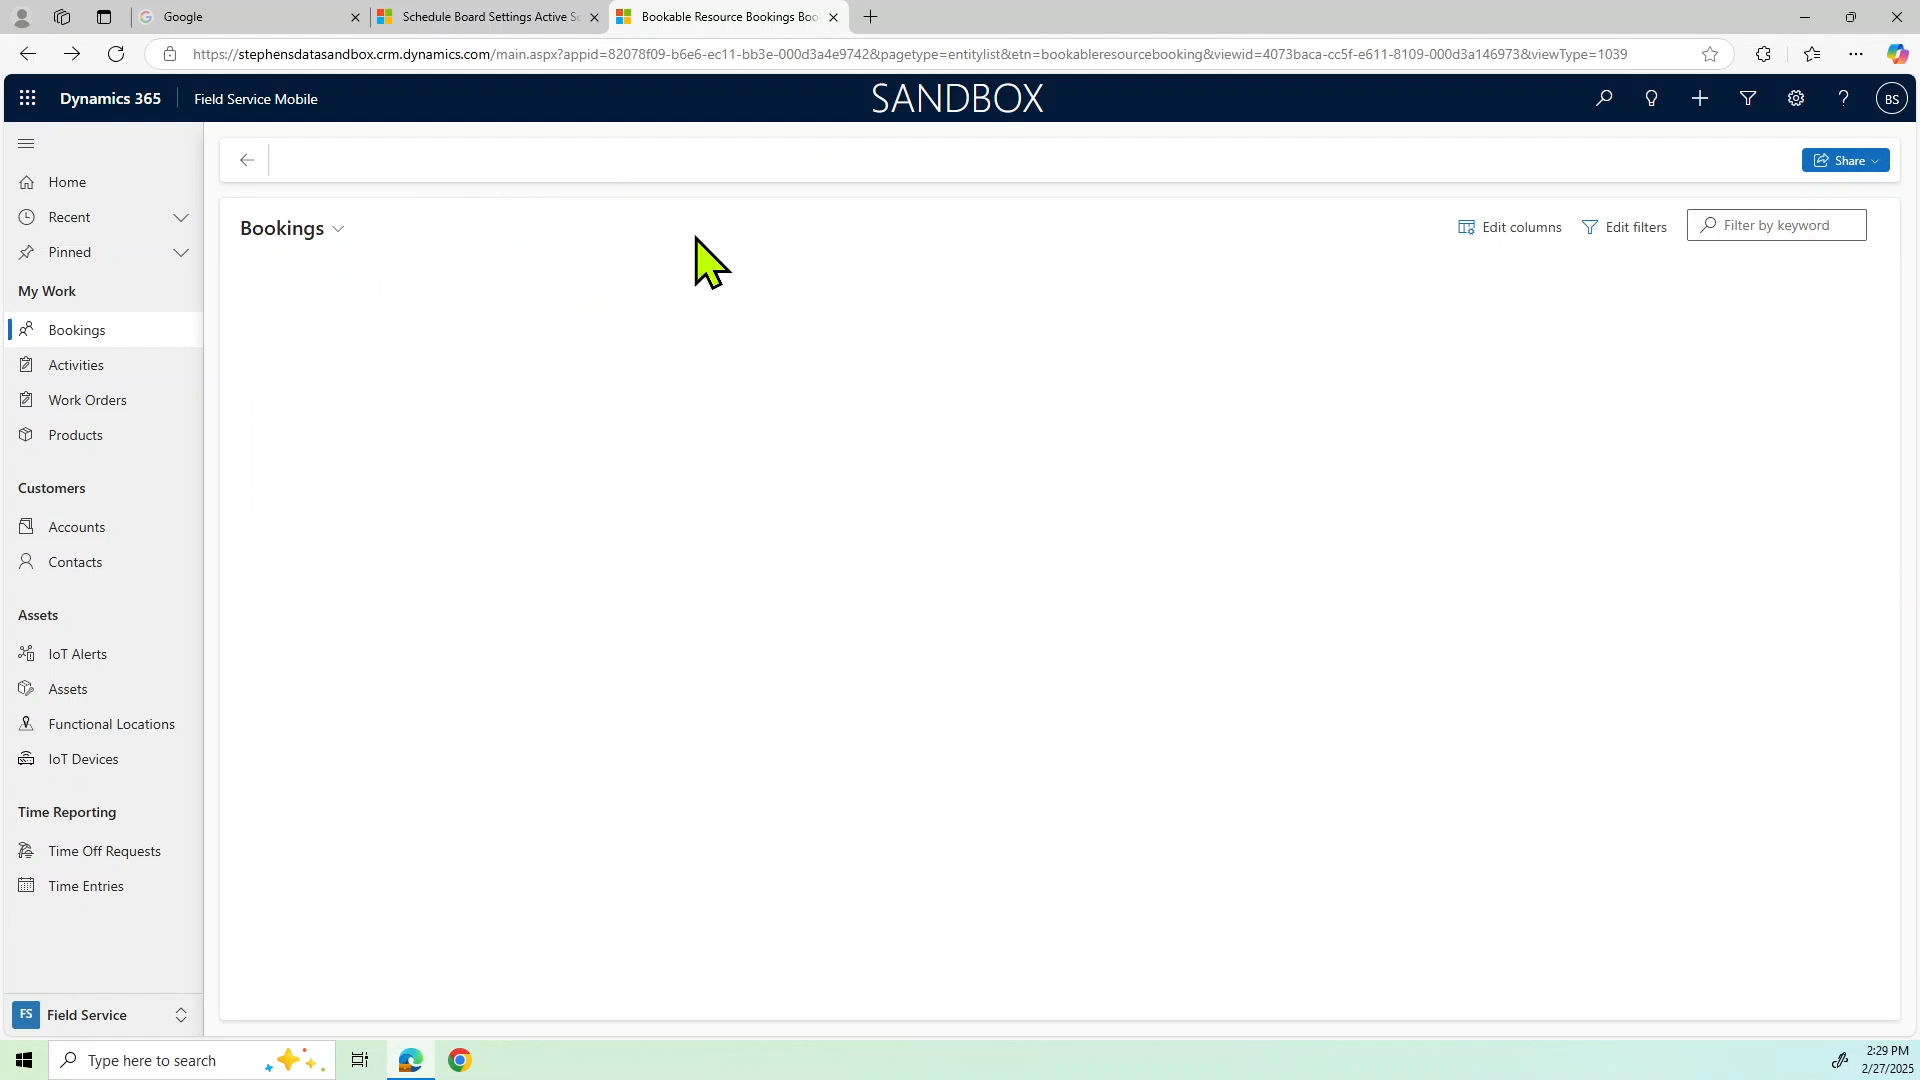 Google
Schedule Board Settings Active Sc
Bookable Resource Bookings Boo
https://stephensdatasandbox.crm.dynamics.com/main.aspx?appid=82078f09-b6e6-ec11-bb3e-000d3a4e9742&pagetype=entitylist&etn=bookableresourcebooking&viewid=4073baca-cc5f-e611-8109-000d3a146973&viewType=1039
Dynamics 365
Field Service Mobile
SANDBOX
BS
Share
Home
Recent
Pinned
My Work
Bookings
Activities
Work Orders
Products
Customers
Accounts
Contacts
Assets
IoT Alerts
Assets
Functional Locations
IoT Devices
Time Reporting
Time Off Requests
Time Entries
FS Field Service
Bookings
Edit columns
Edit filters
Filter by keyword
Type here to search
2:29 PM
2/27/2025